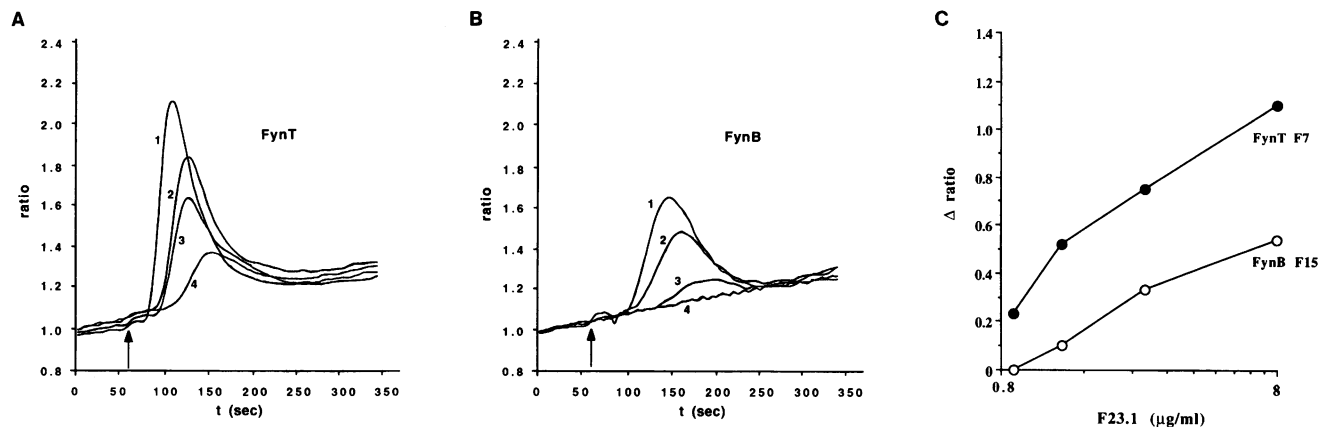 A
ratio
2.4
2.2
2.0
1.8
1.6
1.4
1.2
1.0
0.8
FynT
1
2
3
4
0 50 100 150 200 250 300 350
t (sec)
B
ratio
2.4
2.2
2.0
1.8
1.6
1.4
1.2
1.0
0.8
FynB
1
2
3
4
0 50 100 150 200 250 300 350
t (sec)
C
Δ ratio
1.4
1.2
1.0
0.8
0.6
0.4
0.2
0
FynT F7
FynB F15
0.8 8
F23.1 (μg/ml)